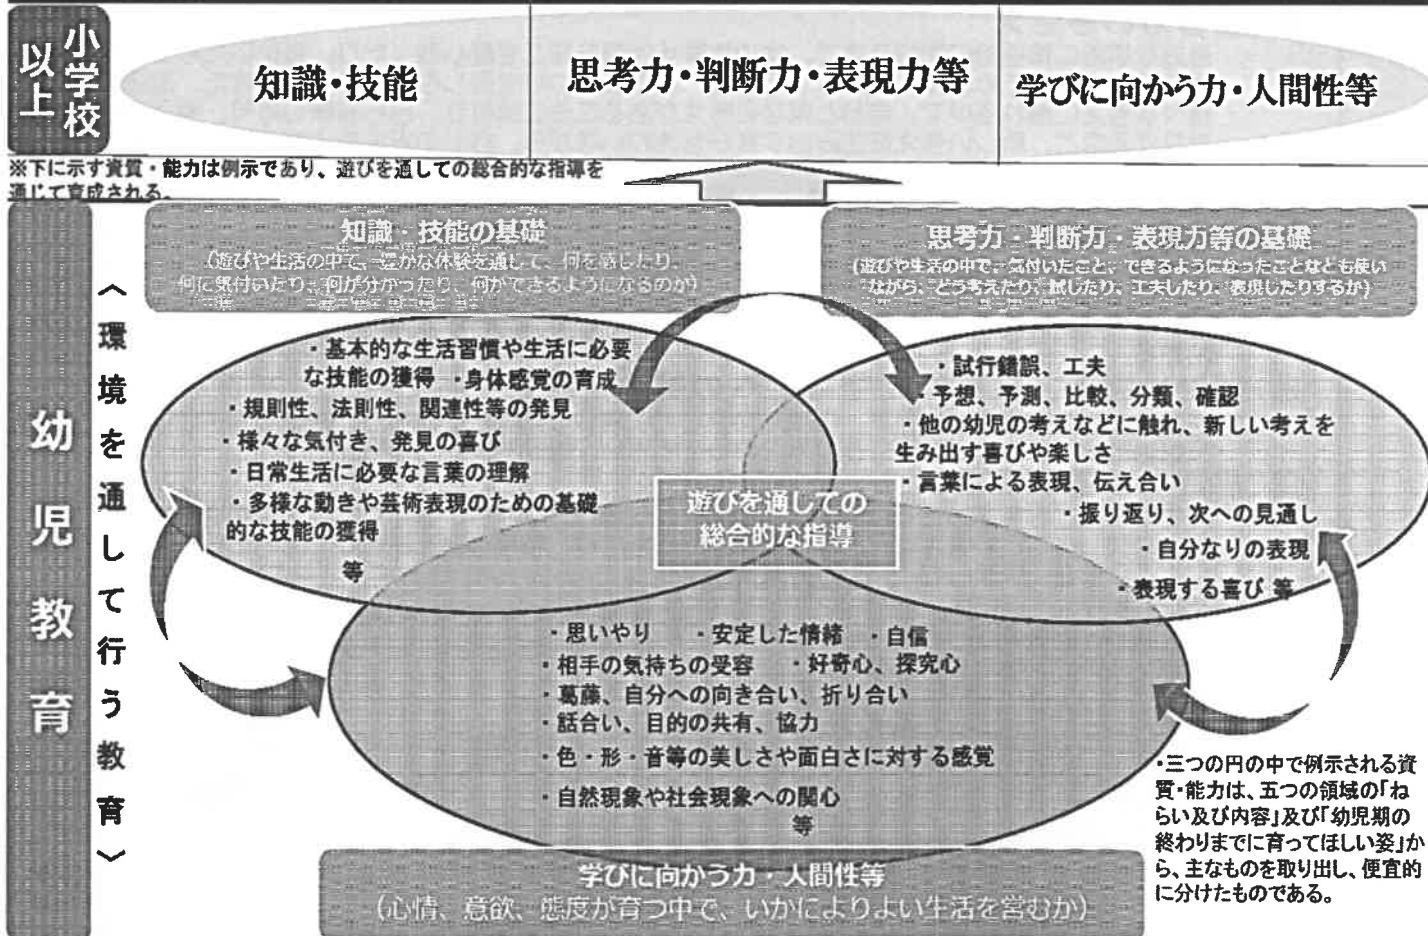 小学校
以上
知識・技能
思考力・判断力・表現力等
学びに向かう力・人間性等
※下に示す資質・能力は例示であり、遊びを通しての総合的な指導を
通じて育成される。
幼児教育
〈環境を通して行う教育〉
知識・技能の基礎
(遊びや生活の中で、豊かな体験を通して、何を感じたり、
何に気付いたり、何が分かったり、何ができるようになるのか)
思考力・判断力・表現力等の基礎
(遊びや生活の中で、気付いたこと、できるようになったことなども使い
ながら、どう考えたり、試したり、工夫したり、表現したりするか)
・基本的な生活習慣や生活に必要
な技能の獲得 ・身体感覚の育成
・規則性、法則性、関連性等の発見
・様々な気付き、発見の喜び
・日常生活に必要な言葉の理解
・多様な動きや芸術表現のための基礎
的な技能の獲得
等
・試行錯誤、工夫
・予想、予測、比較、分類、確認
・他の幼児の考えなどに触れ、新しい考えを
生み出す喜びや楽しさ
・言葉による表現、伝え合い
・振り返り、次への見通し
・自分なりの表現
・表現する喜び 等
遊びを通しての
総合的な指導
・思いやり ・安定した情緒 ・自信
・相手の気持ちの受容 ・好奇心、探究心
・葛藤、自分への向き合い、折り合い
・話合い、目的の共有、協力
・色・形・音等の美しさや面白さに対する感覚
・自然現象や社会現象への関心
等
学びに向かう力・人間性等
(心情、意欲、態度が育つ中で、いかによりよい生活を営むか)
・三つの円の中で例示される資
質・能力は、五つの領域の「ね
らい及び内容」及び「幼児期の
終わりまでに育ってほしい姿」か
ら、主なものを取り出し、便宜的
に分けたものである。